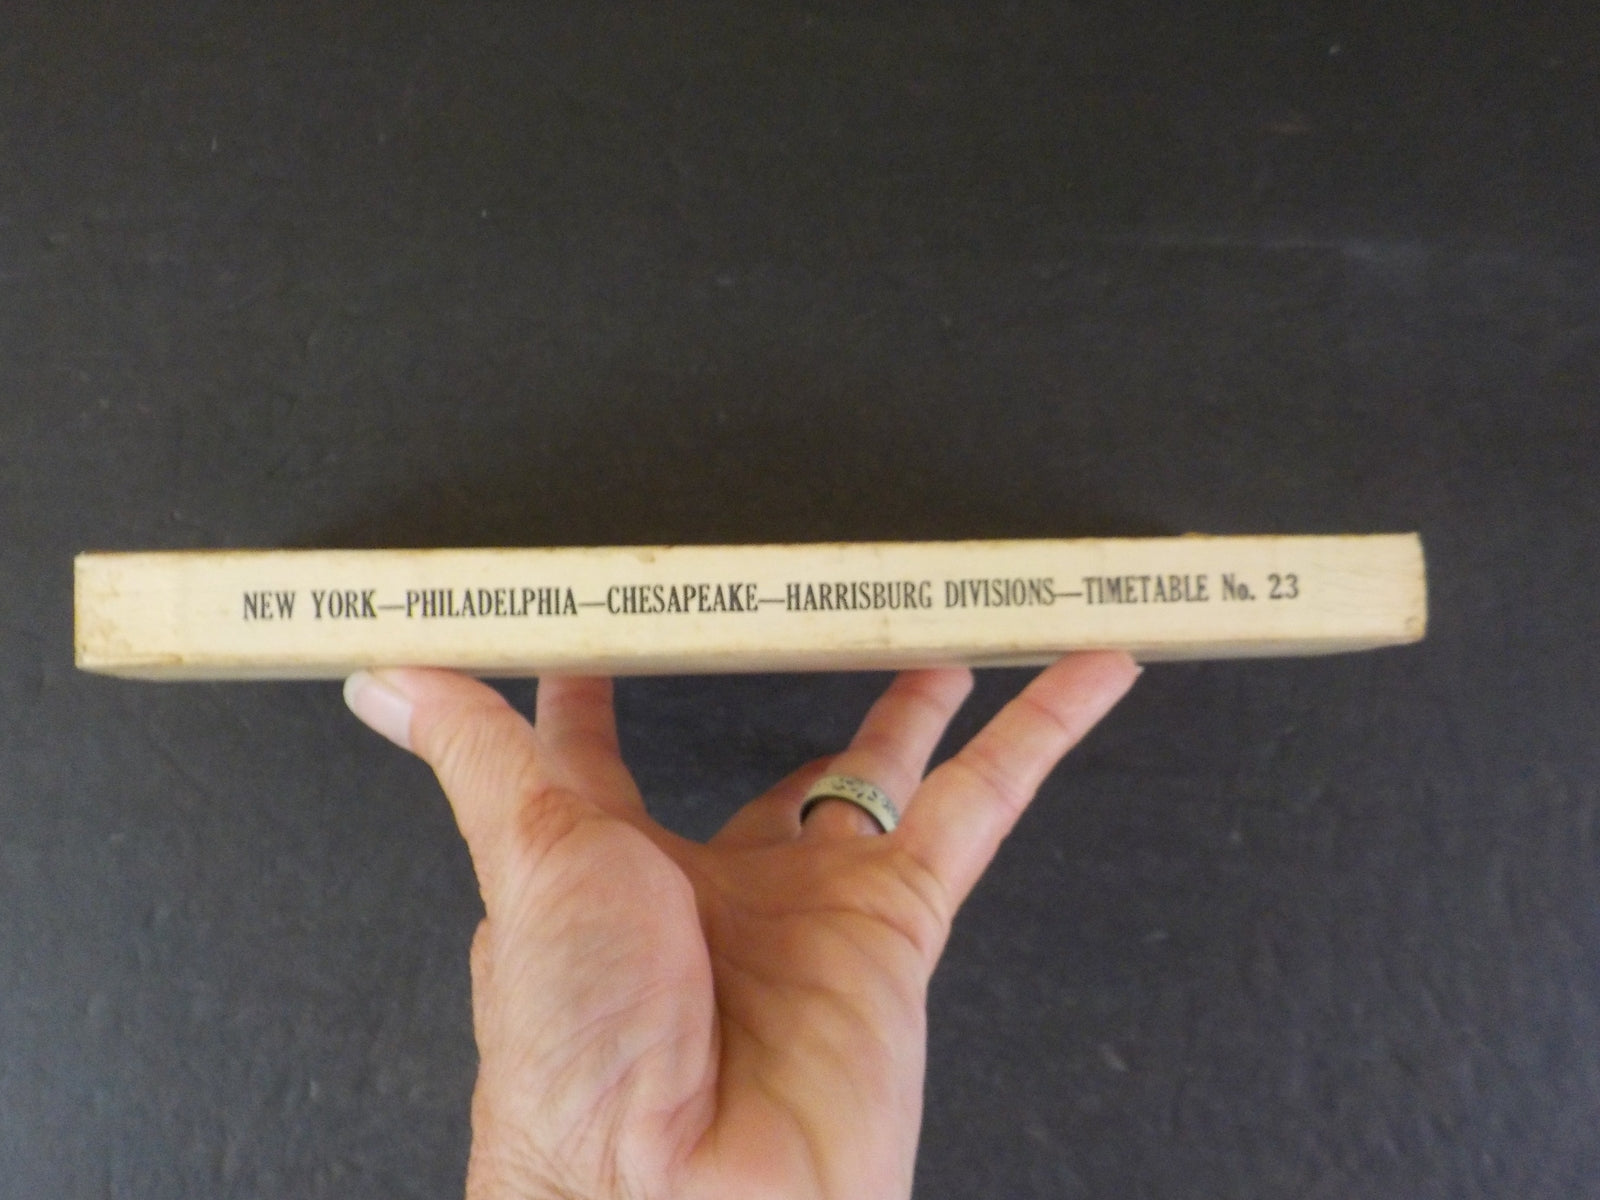 NEW YORK—PHILADELPHIA—CHESAPEAKE—HARRISBURG DIVISIONS—TIMETABLE No. 23